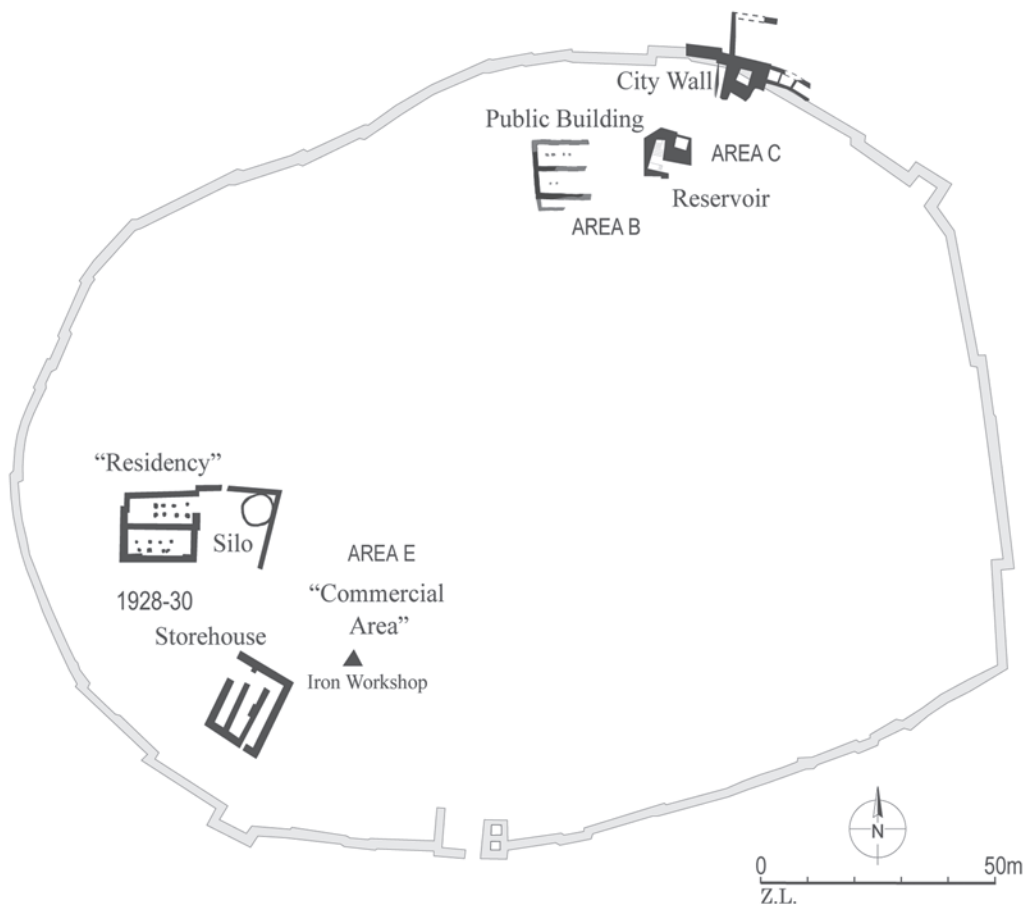 City Wall
Public Building
AREA C
Reservoir
AREA B
“Residency”
Silo
AREA E
1928-30
“Commercial
Area”
Storehouse
Iron Workshop
N
0 50m
Z.L.